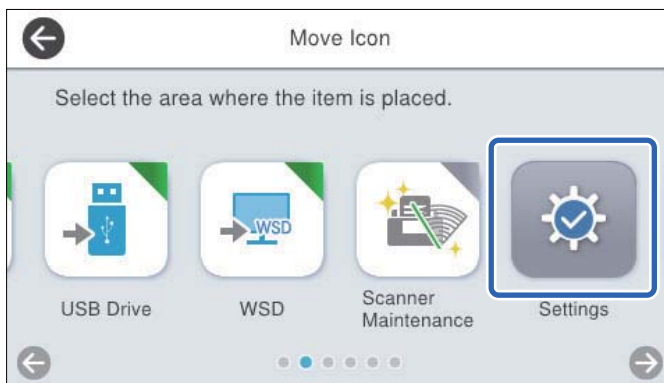 Move Icon
Select the area where the item is placed.
WSD
USB Drive
WSD
Scanner
Maintenance
Settings